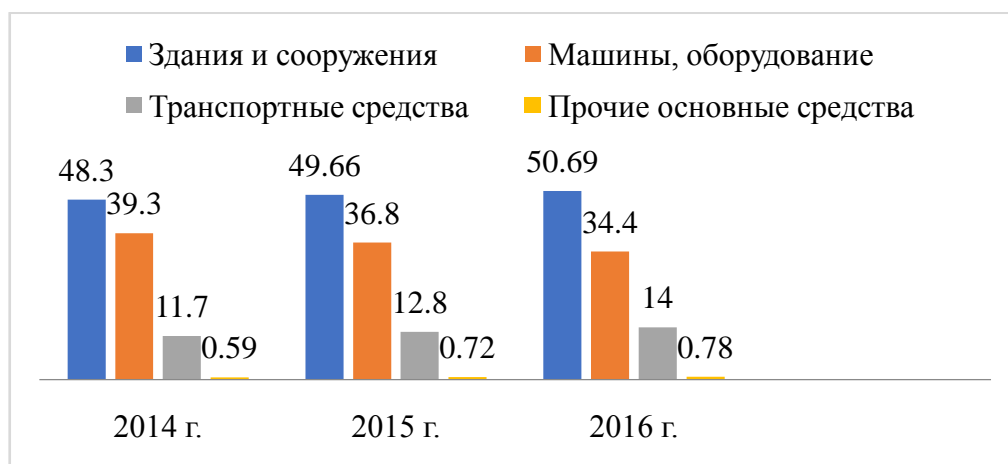 Здания и сооружения
Машины, оборудование
Транспортные средства
Прочие основные средства
48.3
39.3
11.7
0.59
49.66
36.8
12.8
0.72
50.69
34.4
14
0.78
2014 г.
2015 г.
2016 г.